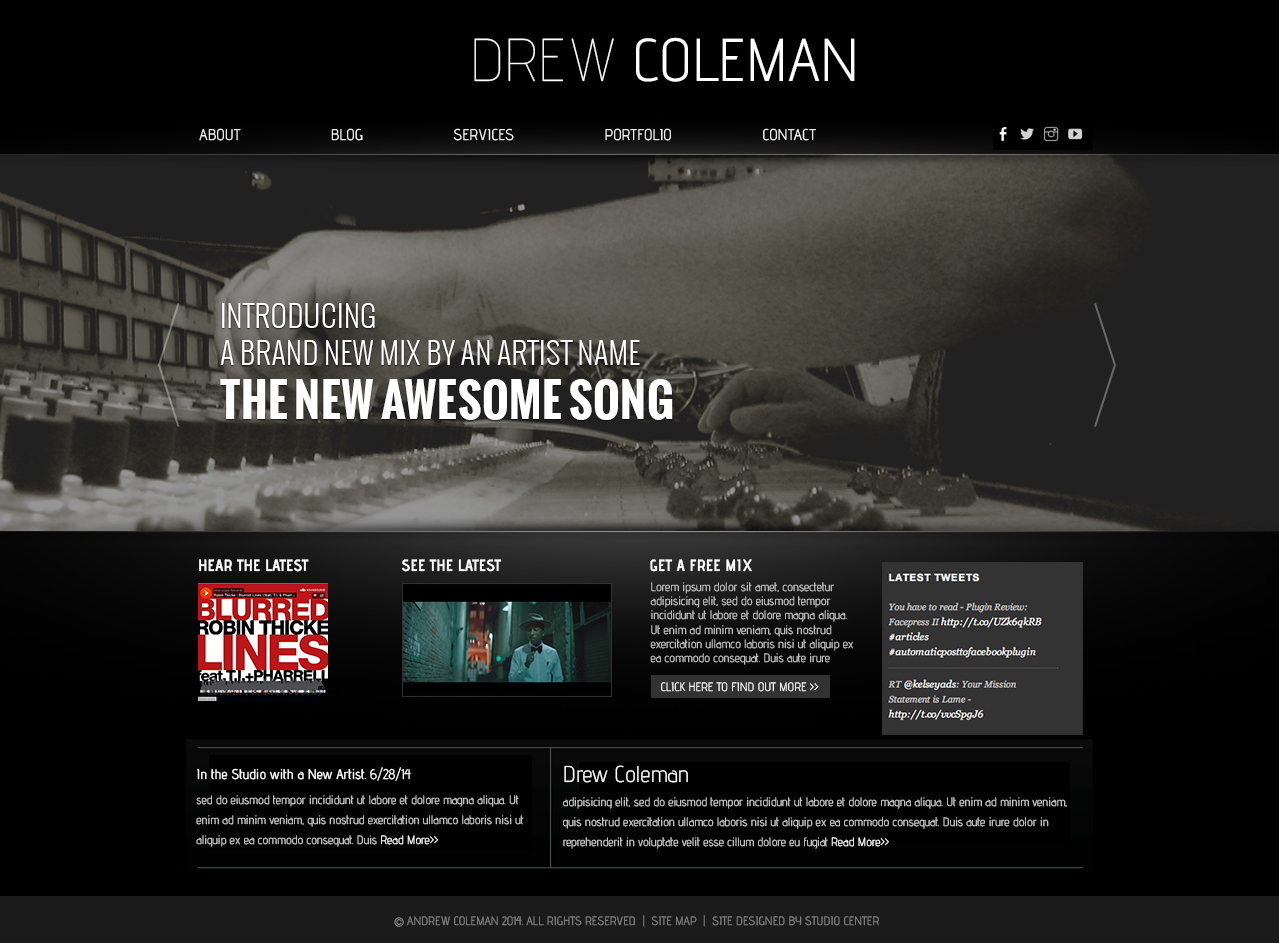 DREW COLEMAN
ABOUT BLOG SERVICES PORTFOLIO CONTACT
INTRODUCING
A BRAND NEW MIX BY AN ARTIST NAME
THE NEW AWESOME SONG
HEAR THE LATEST
BLURRED
ROBIN THICKE
LINES
feat.T.I.+PHARRELL
SEE THE LATEST
GET A FREE MIX
Lorem ipsum dolor sit amet, consectetur
adipisicing elit, sed do eiusmod tempor
incididunt ut labore et dolore magna aliqua.
Ut enim ad minim veniam, quis nostrud
exercitation ullamco laboris nisi ut aliquip ex
ea commodo consequat. Duis aute irure
CLICK HERE TO FIND OUT MORE >>
LATEST TWEETS
You have to read - Plugin Review:
Facepress II http://t.co/UZk6qkRB
#articles
#automaticposttofacebookplugin
RT @kelseyads: Your Mission
Statement is Lame -
http://t.co/vvcSpgJ6
In the Studio with a New Artist. 6/28/14
sed do eiusmod tempor incididunt ut labore et dolore magna aliqua. Ut
enim ad minim veniam, quis nostrud exercitation ullamco laboris nisi ut
aliquip ex ea commodo consequat. Duis Read More>>
Drew Coleman
adipisicing elit, sed do eiusmod tempor incididunt ut labore et dolore magna aliqua. Ut enim ad minim veniam,
quis nostrud exercitation ullamco laboris nisi ut aliquip ex ea commodo consequat. Duis aute irure dolor in
reprehenderit in voluptate velit esse cillum dolore eu fugiat Read More>>
© ANDREW COLEMAN 2014. ALL RIGHTS RESERVED | SITE MAP | SITE DESIGNED BY STUDIO CENTER